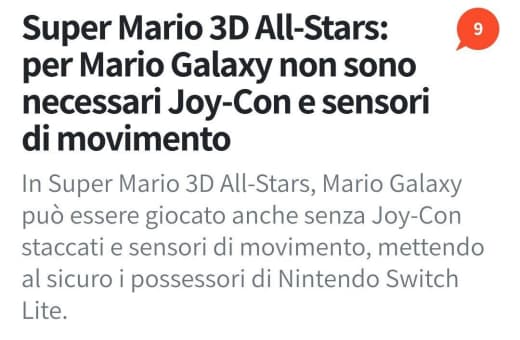 Super Mario 3D All-Stars:
per Mario Galaxy non sono
necessari Joy-Con e sensori
di movimento
9
In Super Mario 3D All-Stars, Mario Galaxy
può essere giocato anche senza Joy-Con
staccati e sensori di movimento, mettendo
al sicuro i possessori di Nintendo Switch
Lite.